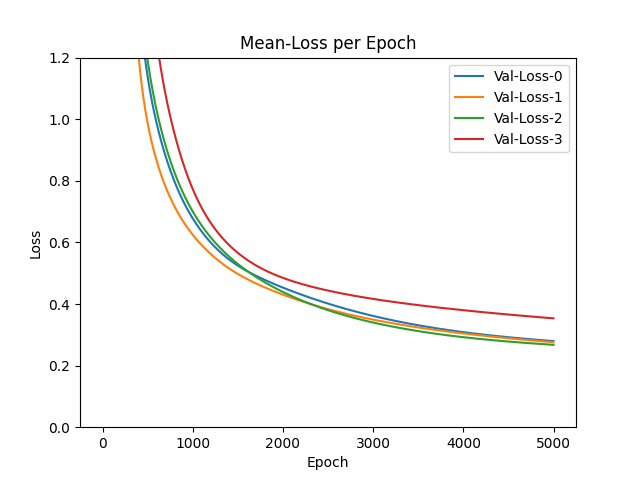 Mean-Loss per Epoch
Val-Loss-0
Val-Loss-1
Val-Loss-2
Val-Loss-3
Loss
1.2
1.0
0.8
0.6
0.4
0.2
0.0
0 1000 2000 3000 4000 5000
Epoch